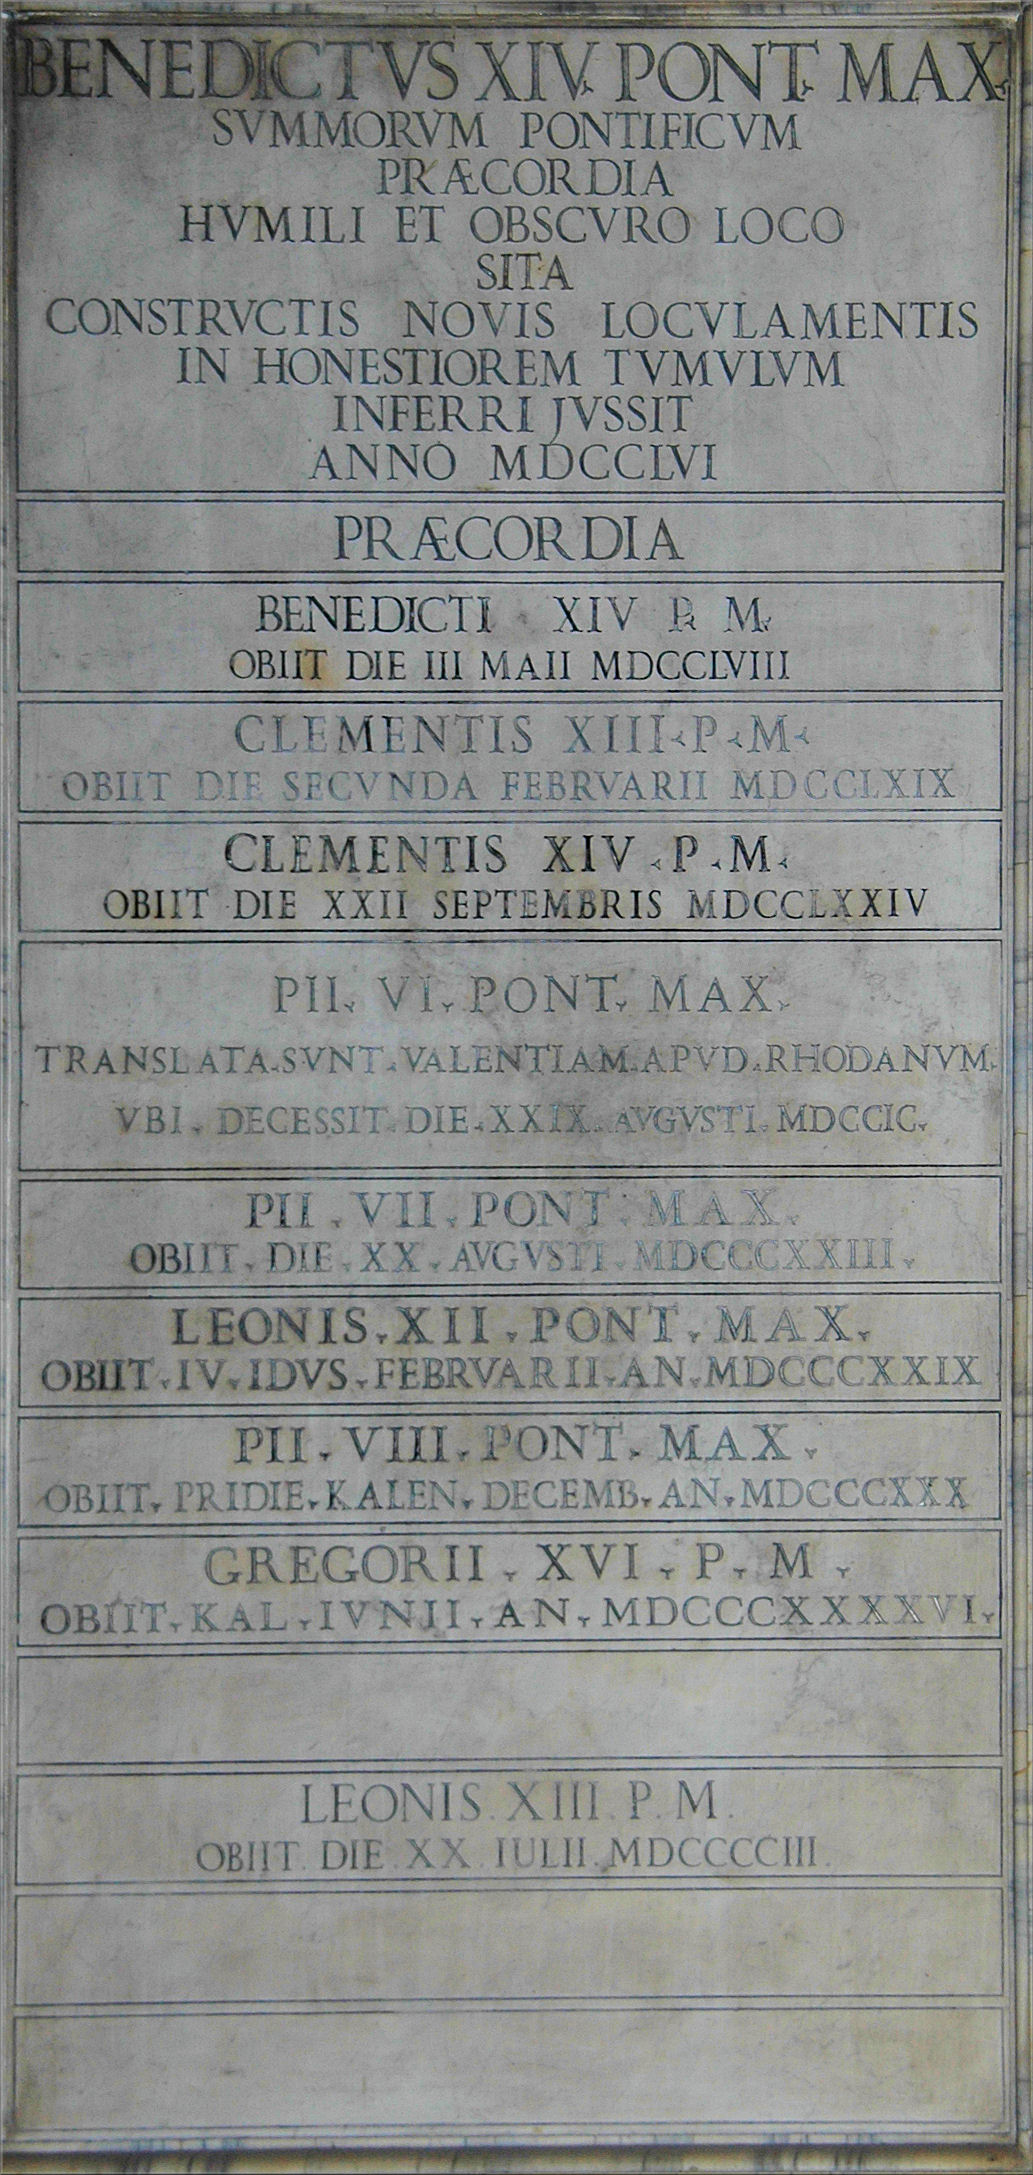 BENEDICTVS XIV PONT MAX
SVMMORVM PONTIFICVM
PRÆCORDIA
HVMILI ET OBSCVRO LOCO
SITA
CONSTRVCTIS NOVIS LOCVLAMENTIS
IN HONESTIOREM TVMVLVM
INFERRI JVSSIT
ANNO MDCCLVI
PRÆCORDIA
BENEDICTI XIV P. M.
OBIIT DIE III MAII MDCCLVIII
CLEMENTIS XIII.P.M.
OBIIT DIE SECVNDA FEBRVARII MDCCLXIX
CLEMENTIS XIV.P.M.
OBIIT DIE XXII SEPTEMBRIS MDCCLXXIV
PII. VI. PONT. MAX.
TRANSLATA.SVNT.VALENTIAM.APVD.RHODANVM.
VBI. DECESSIT.DIE.XXIX.AVGVSTI.MDCCIC.
PII.VII.PONT.MAX.
OBIIT.DIE.XX.AVGVSTI.MDCCCXXIII.
LEONIS.XII.PONT.MAX.
OBIIT.IV.IDVS.FEBRVARII.AN.MDCCCXXIX
PII.VIII.PONT.MAX.
OBIIT.PRIDIE.KALEN.DECEMB.AN.MDCCCXXX
GREGORII.XVI.P.M.
OBIIT.KAL.IVNII.AN.MDCCCXXXXVI.
LEONIS.XIII.P.M.
OBIIT.DIE.XX.IULII.MDCCCCIII.